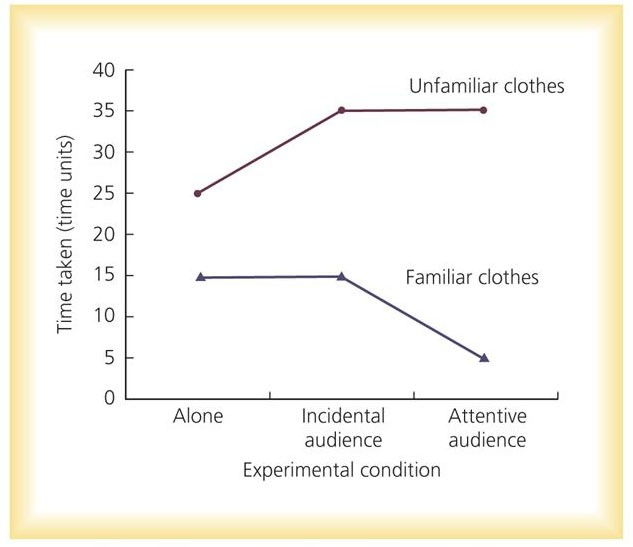 40
35
30
25
20
15
10
5
0
Time taken (time units)
Unfamiliar clothes
Familiar clothes
Alone
Incidental
audience
Attentive
audience
Experimental condition